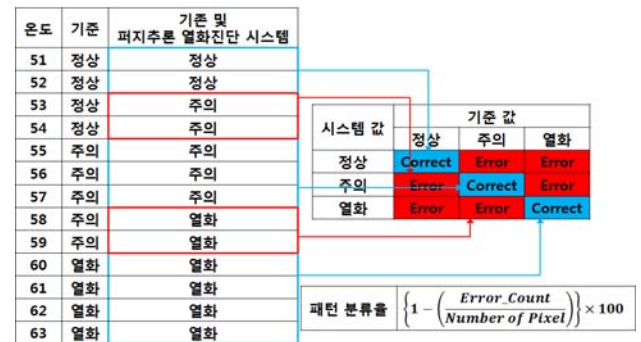 온도 기준 기존 및
퍼지추론 열화진단 시스템
51 정상 정상
52 정상 정상
53 정상 주의
54 정상 주의
55 주의 주의
56 주의 주의
57 주의 주의
58 주의 열화
59 주의 열화
60 열화 열화
61 열화 열화
62 열화 열화
63 열화 열화
시스템 값 기준 값
정상 주의 열화
정상 Correct Error Error
주의 Error Correct Error
열화 Error Error Correct
패턴 분류율 {1 − (Error_Count / Number of Pixel)} × 100